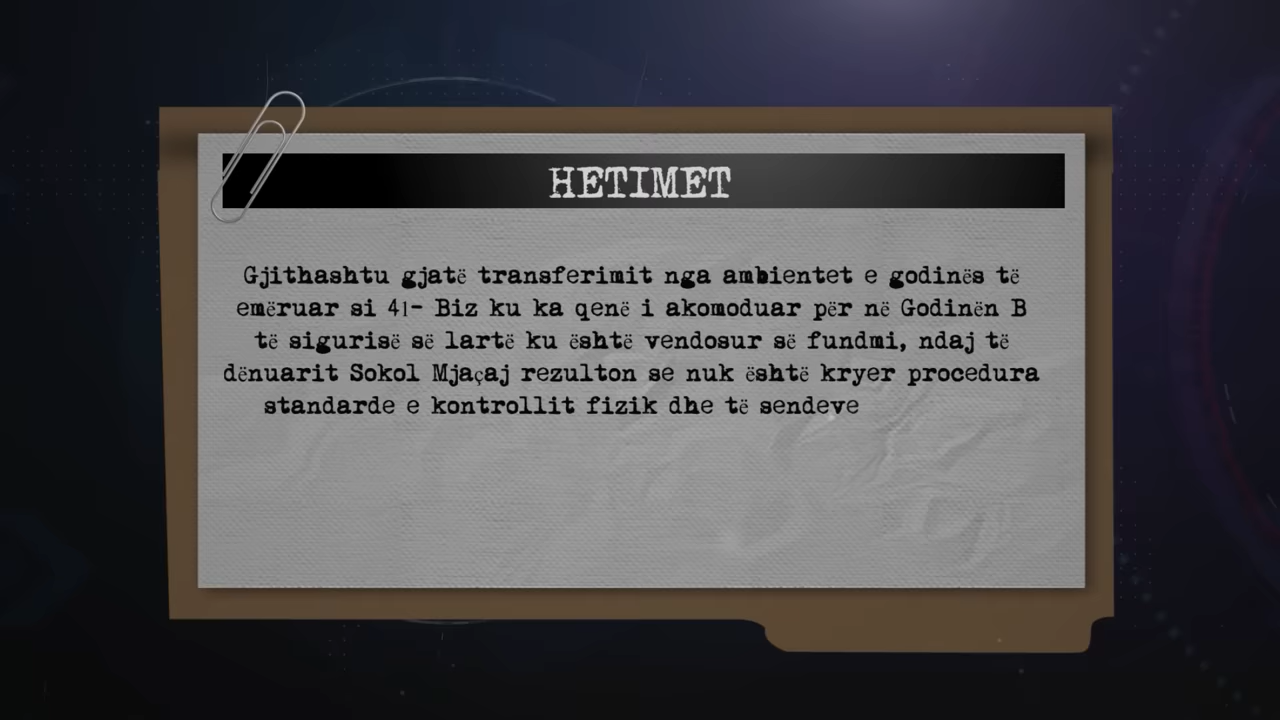 HETIMET
Gjithashtu gjatë transferimit nga ambientet e godinës të
emëruar si 41- Biz ku ka qenë i akomoduar për në Godinën B
të sigurisë së lartë ku është vendosur së fundmi, ndaj të
dënuarit Sokol Mjaçaj rezulton se nuk është kryer procedura
standarde e kontrollit fizik dhe të sendeve